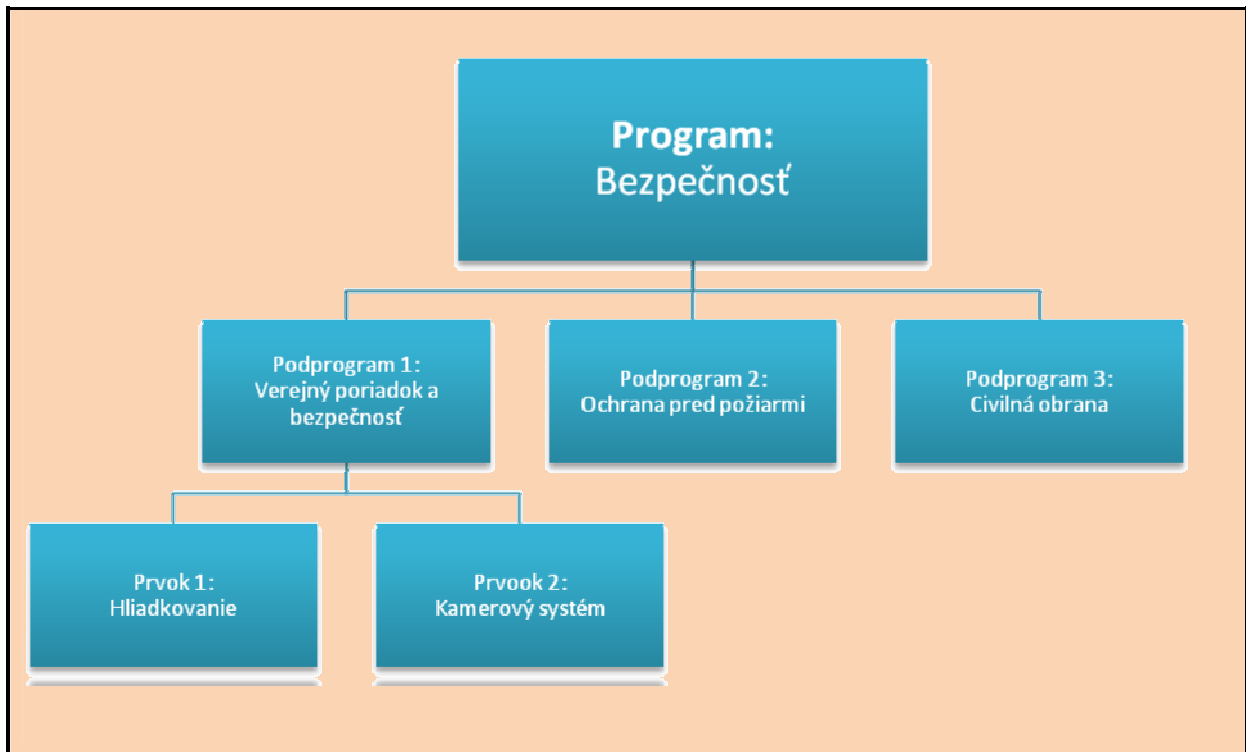 Program:
Bezpečnosť
Podprogram 1:
Verejný poriadok a
bezpečnosť
Podprogram 2:
Ochrana pred požiarmi
Podprogram 3:
Civilná obrana
Prvok 1:
Hliadkovanie
Prvook 2:
Kamerový systém